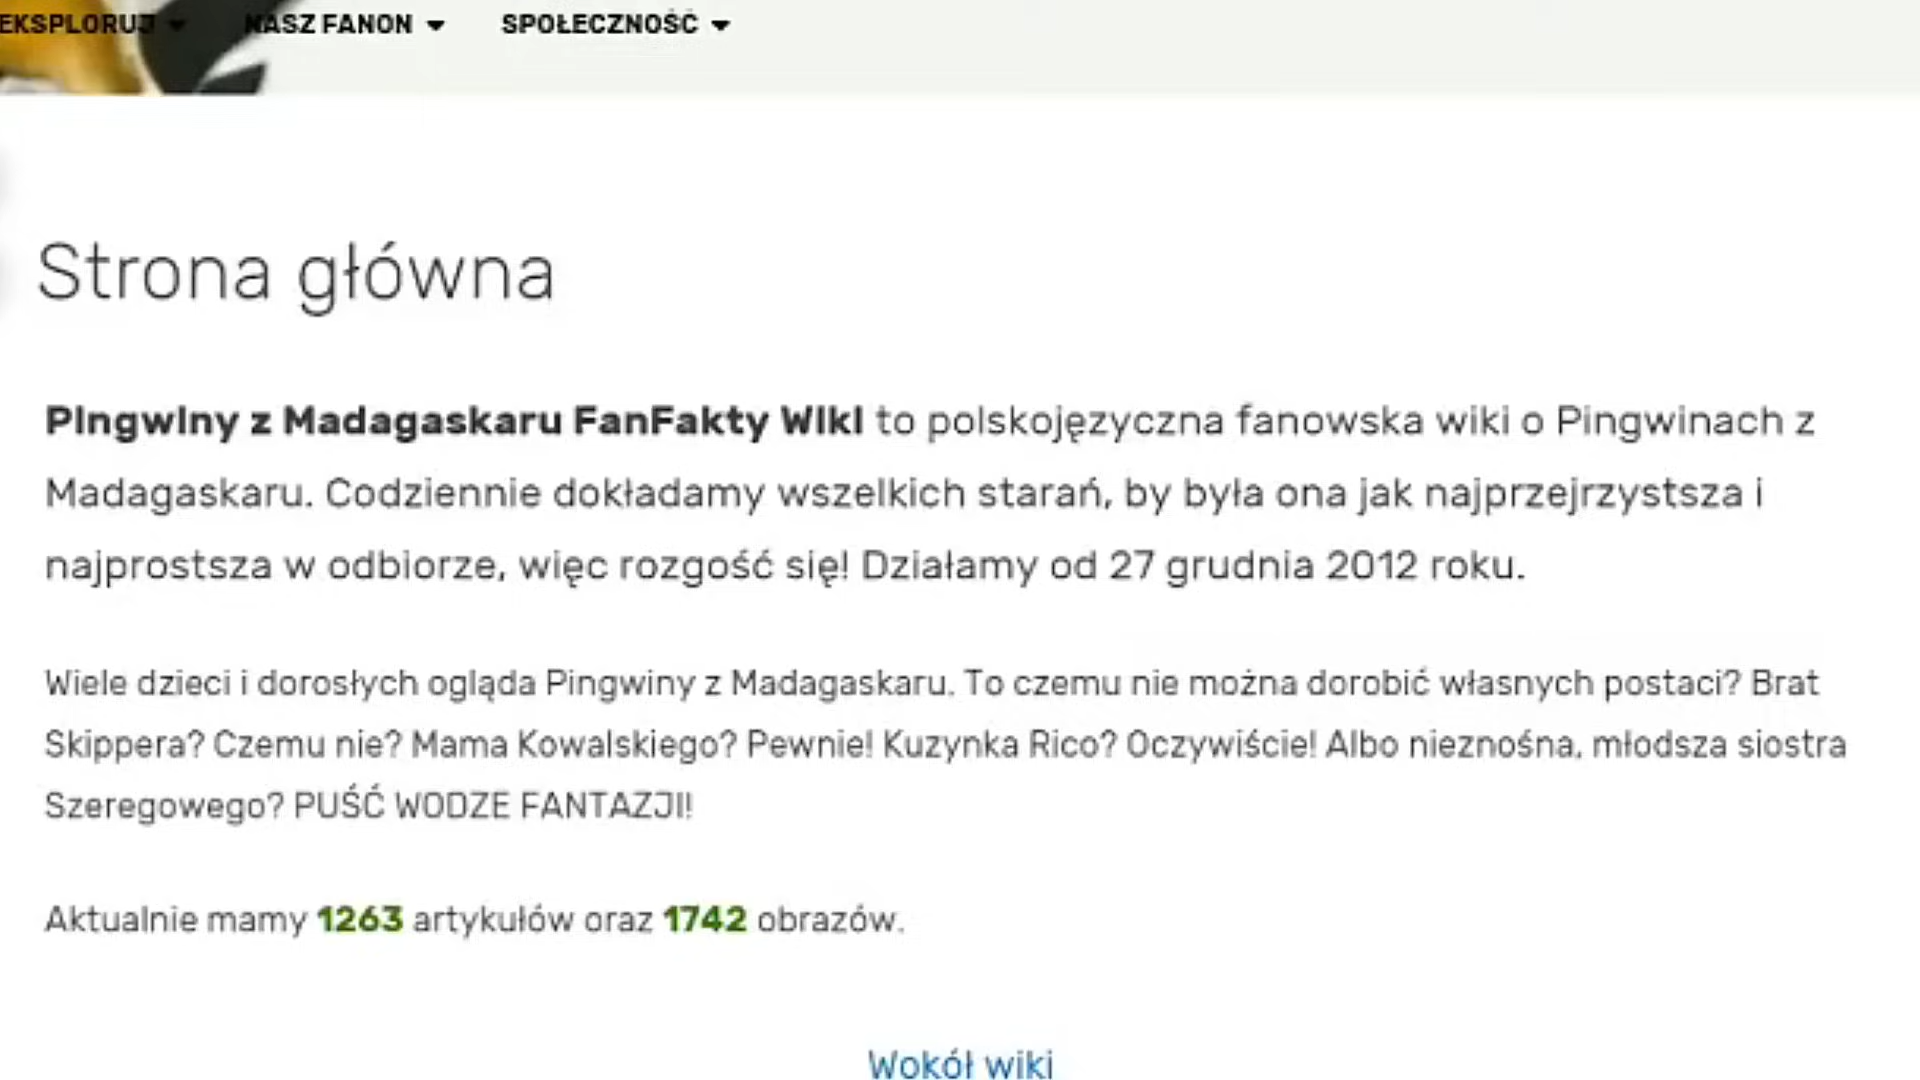 EKSPLORUJ NASZ FANON SPOŁECZNOŚĆ
Strona główna
Pingwiny z Madagaskaru FanFakty Wiki to polskojęzyczna fanowska wiki o Pingwinach z
Madagaskaru. Codziennie dokładamy wszelkich starań, by była ona jak najprzejrzystsza i
najprostsza w odbiorze, więc rozgość się! Działamy od 27 grudnia 2012 roku.
Wiele dzieci i dorosłych ogląda Pingwiny z Madagaskaru. To czemu nie można dorobić własnych postaci? Brat
Skippera? Czemu nie? Mama Kowalskiego? Pewnie! Kuzynka Rico? Oczywiście! Albo nieznośna, młodsza siostra
Szeregowego? PUŚĆ WODZE FANTAZJI!
Aktualnie mamy 1263 artykułów oraz 1742 obrazów.
Wokół wiki